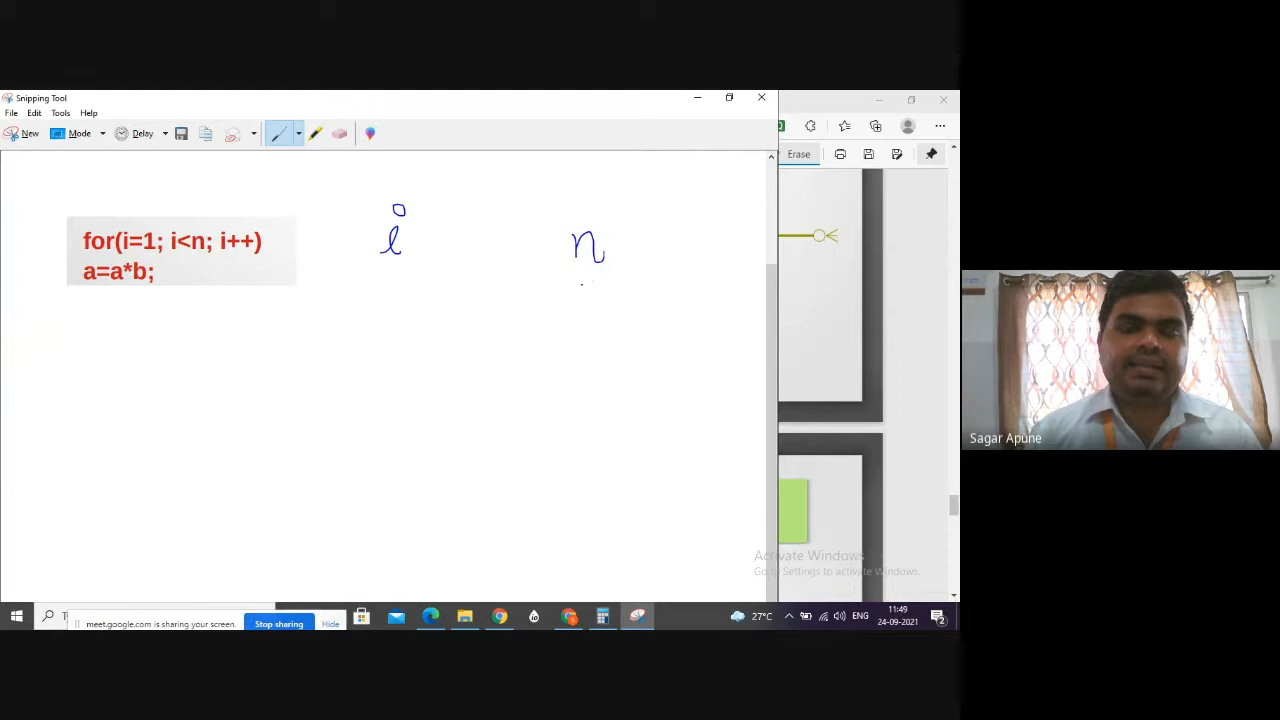 Snipping Tool
File Edit Tools Help
New Mode Delay
Erase
for(i=1; i<n; i++)
a=a*b;
i n
Sagar Apune
Activate Windows
Go to Settings to activate Windows.
meet.google.com is sharing your screen. Stop sharing Hide
27°C ENG 11:49
24-09-2021
2